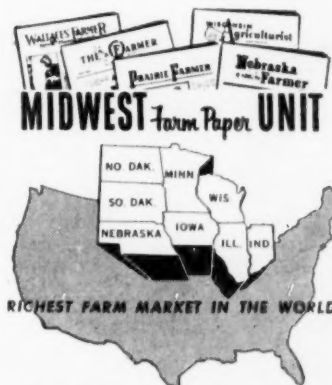 WALLACES FARMER
THE FARMER
PRAIRIE FARMER
WISCONSIN
Agriculturist
Nebraska
Farmer
MIDWEST Farm Paper UNIT
NO. DAK.
MINN
SO. DAK.
WIS
NEBRASKA
IOWA
ILL.
IND
RICHEST FARM MARKET IN THE WORLD